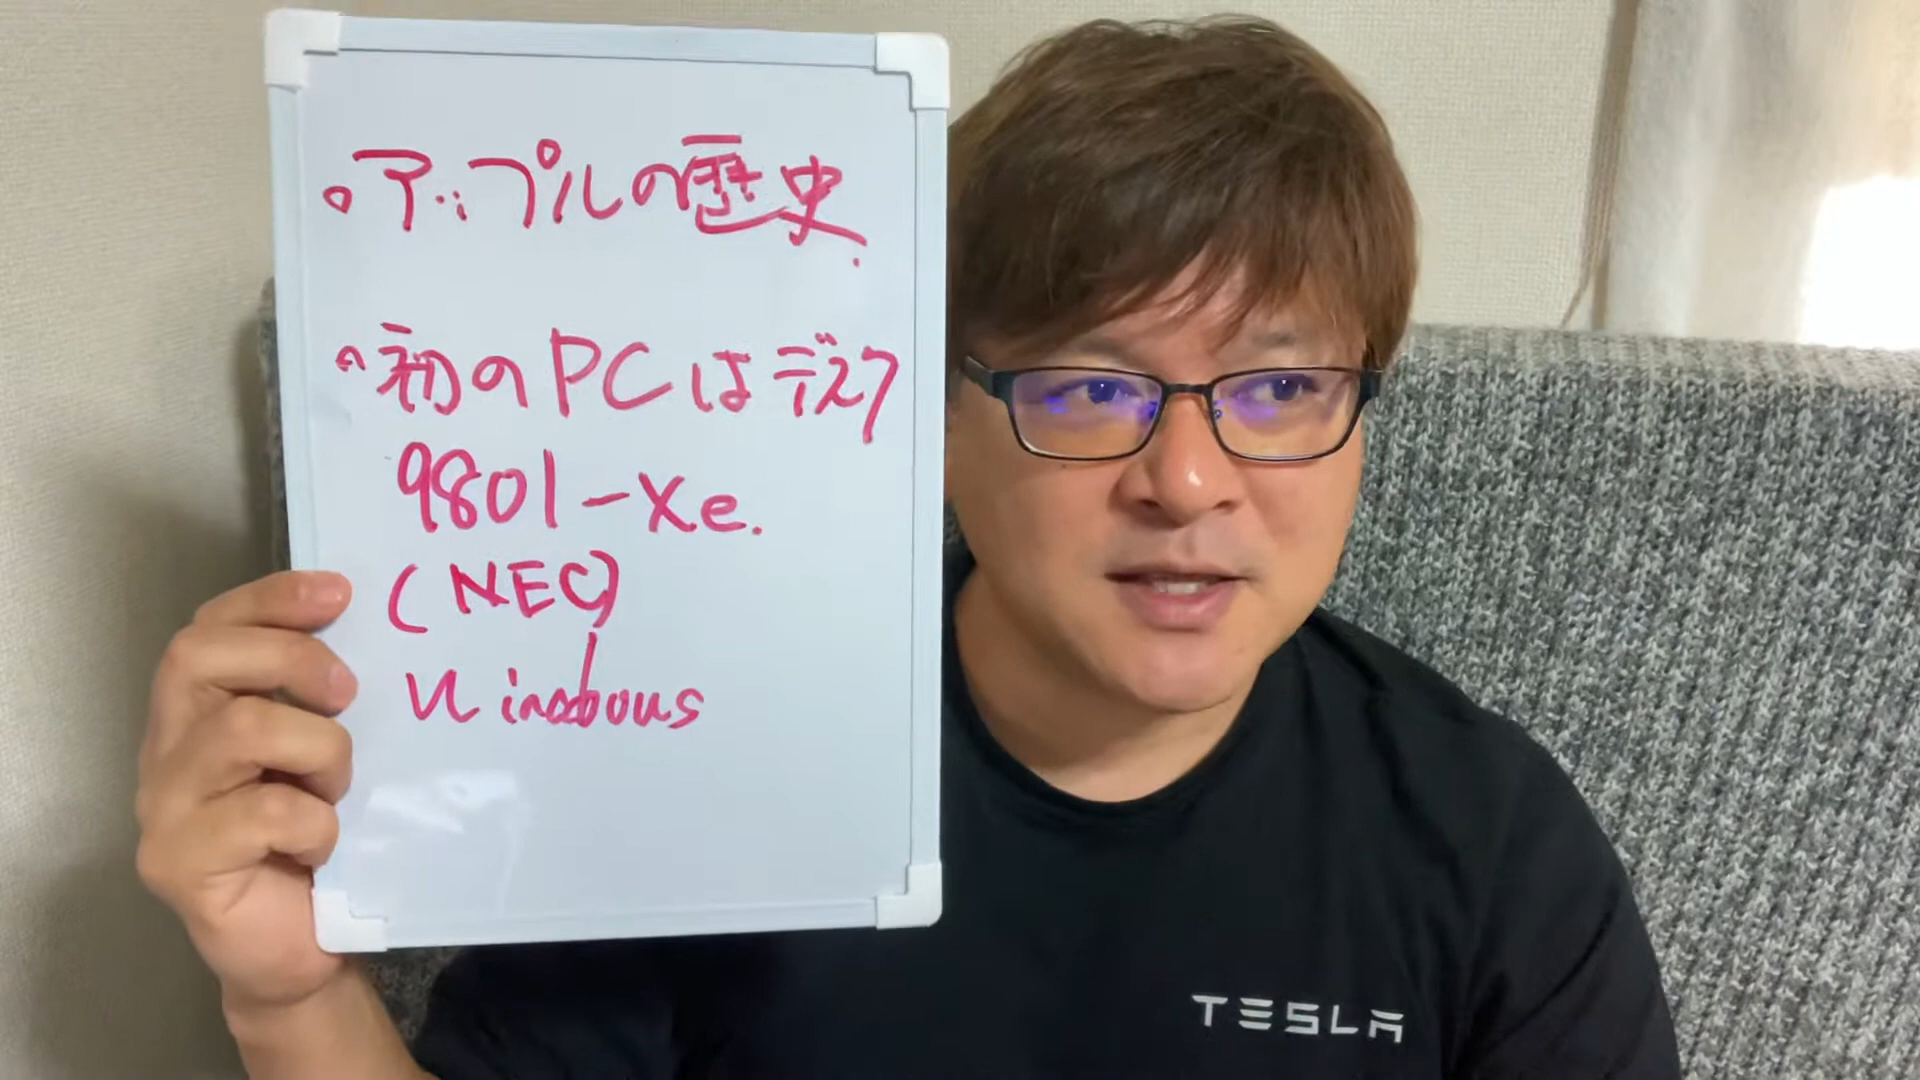 。アップルの歴史.
。初のPCはデスク
9801-Xe.
(NEC)
Windows
TESLA